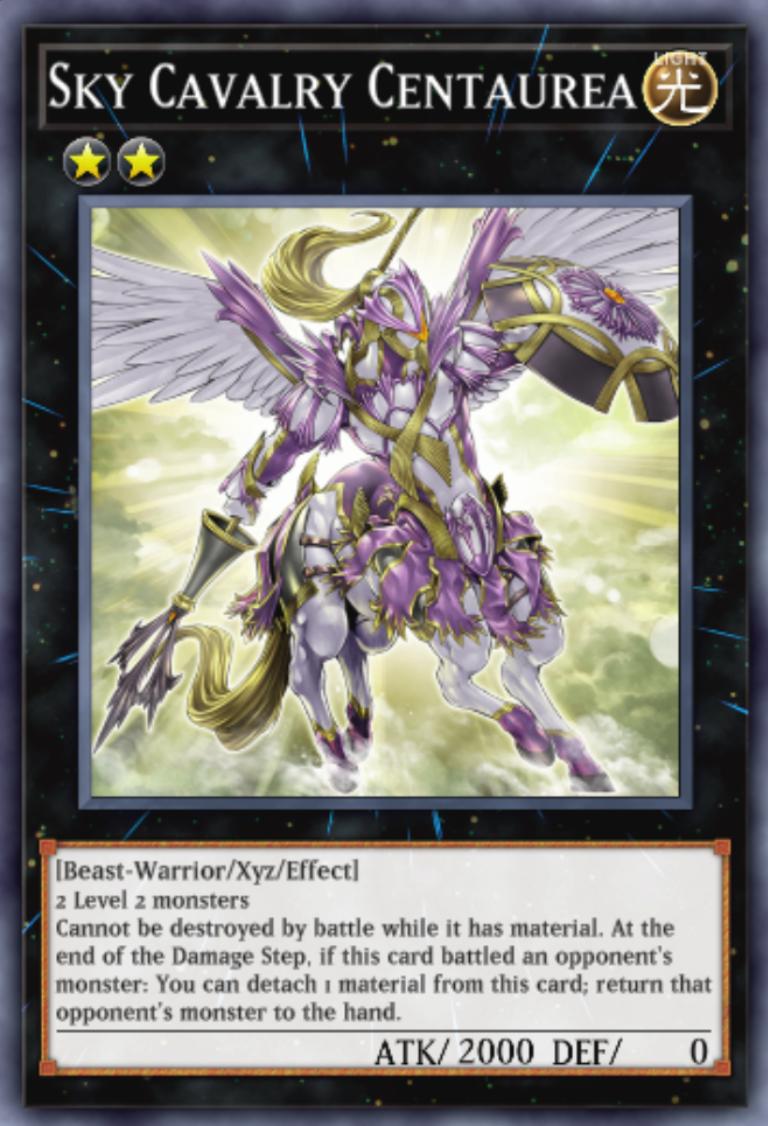 SKY CAVALRY CENTAUREA
LIGHT
光
[Beast-Warrior/Xyz/Effect]
2 Level 2 monsters
Cannot be destroyed by battle while it has material. At the
end of the Damage Step, if this card battled an opponent's
monster: You can detach 1 material from this card; return that
opponent's monster to the hand.
ATK/ 2000 DEF/ 0